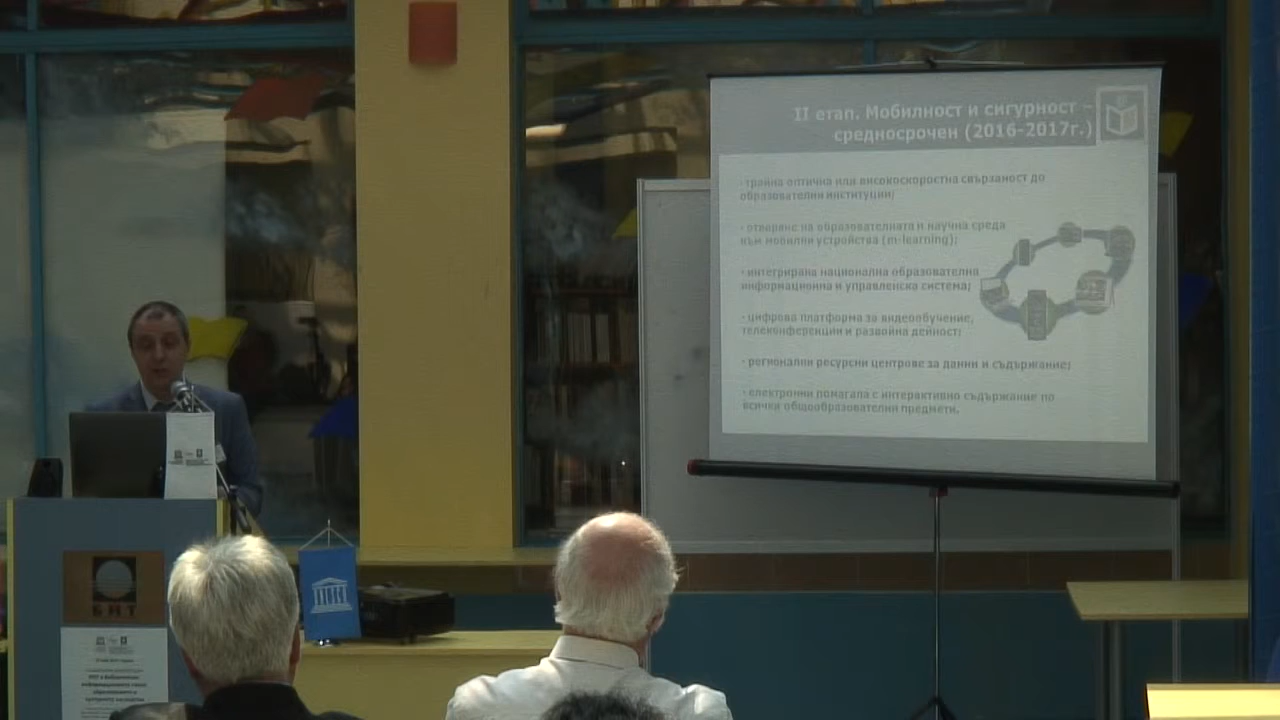 II етап. Мобилност и сигурност –
средносрочен (2016-2017г.)
- трайна оптична или високоскоростна свързаност до
образователни институции;
- отваряне на образователната и научна среда
към мобилни устройства (m-learning);
- интегрирана национална образователна
информационна и управленска система;
- цифрова платформа за видеообучение,
телеконференции и развойна дейност;
- регионални ресурсни центрове за данни и съдържание;
- електронни помагала с интерактивно съдържание по
всички общообразователни предмети.
БИТ